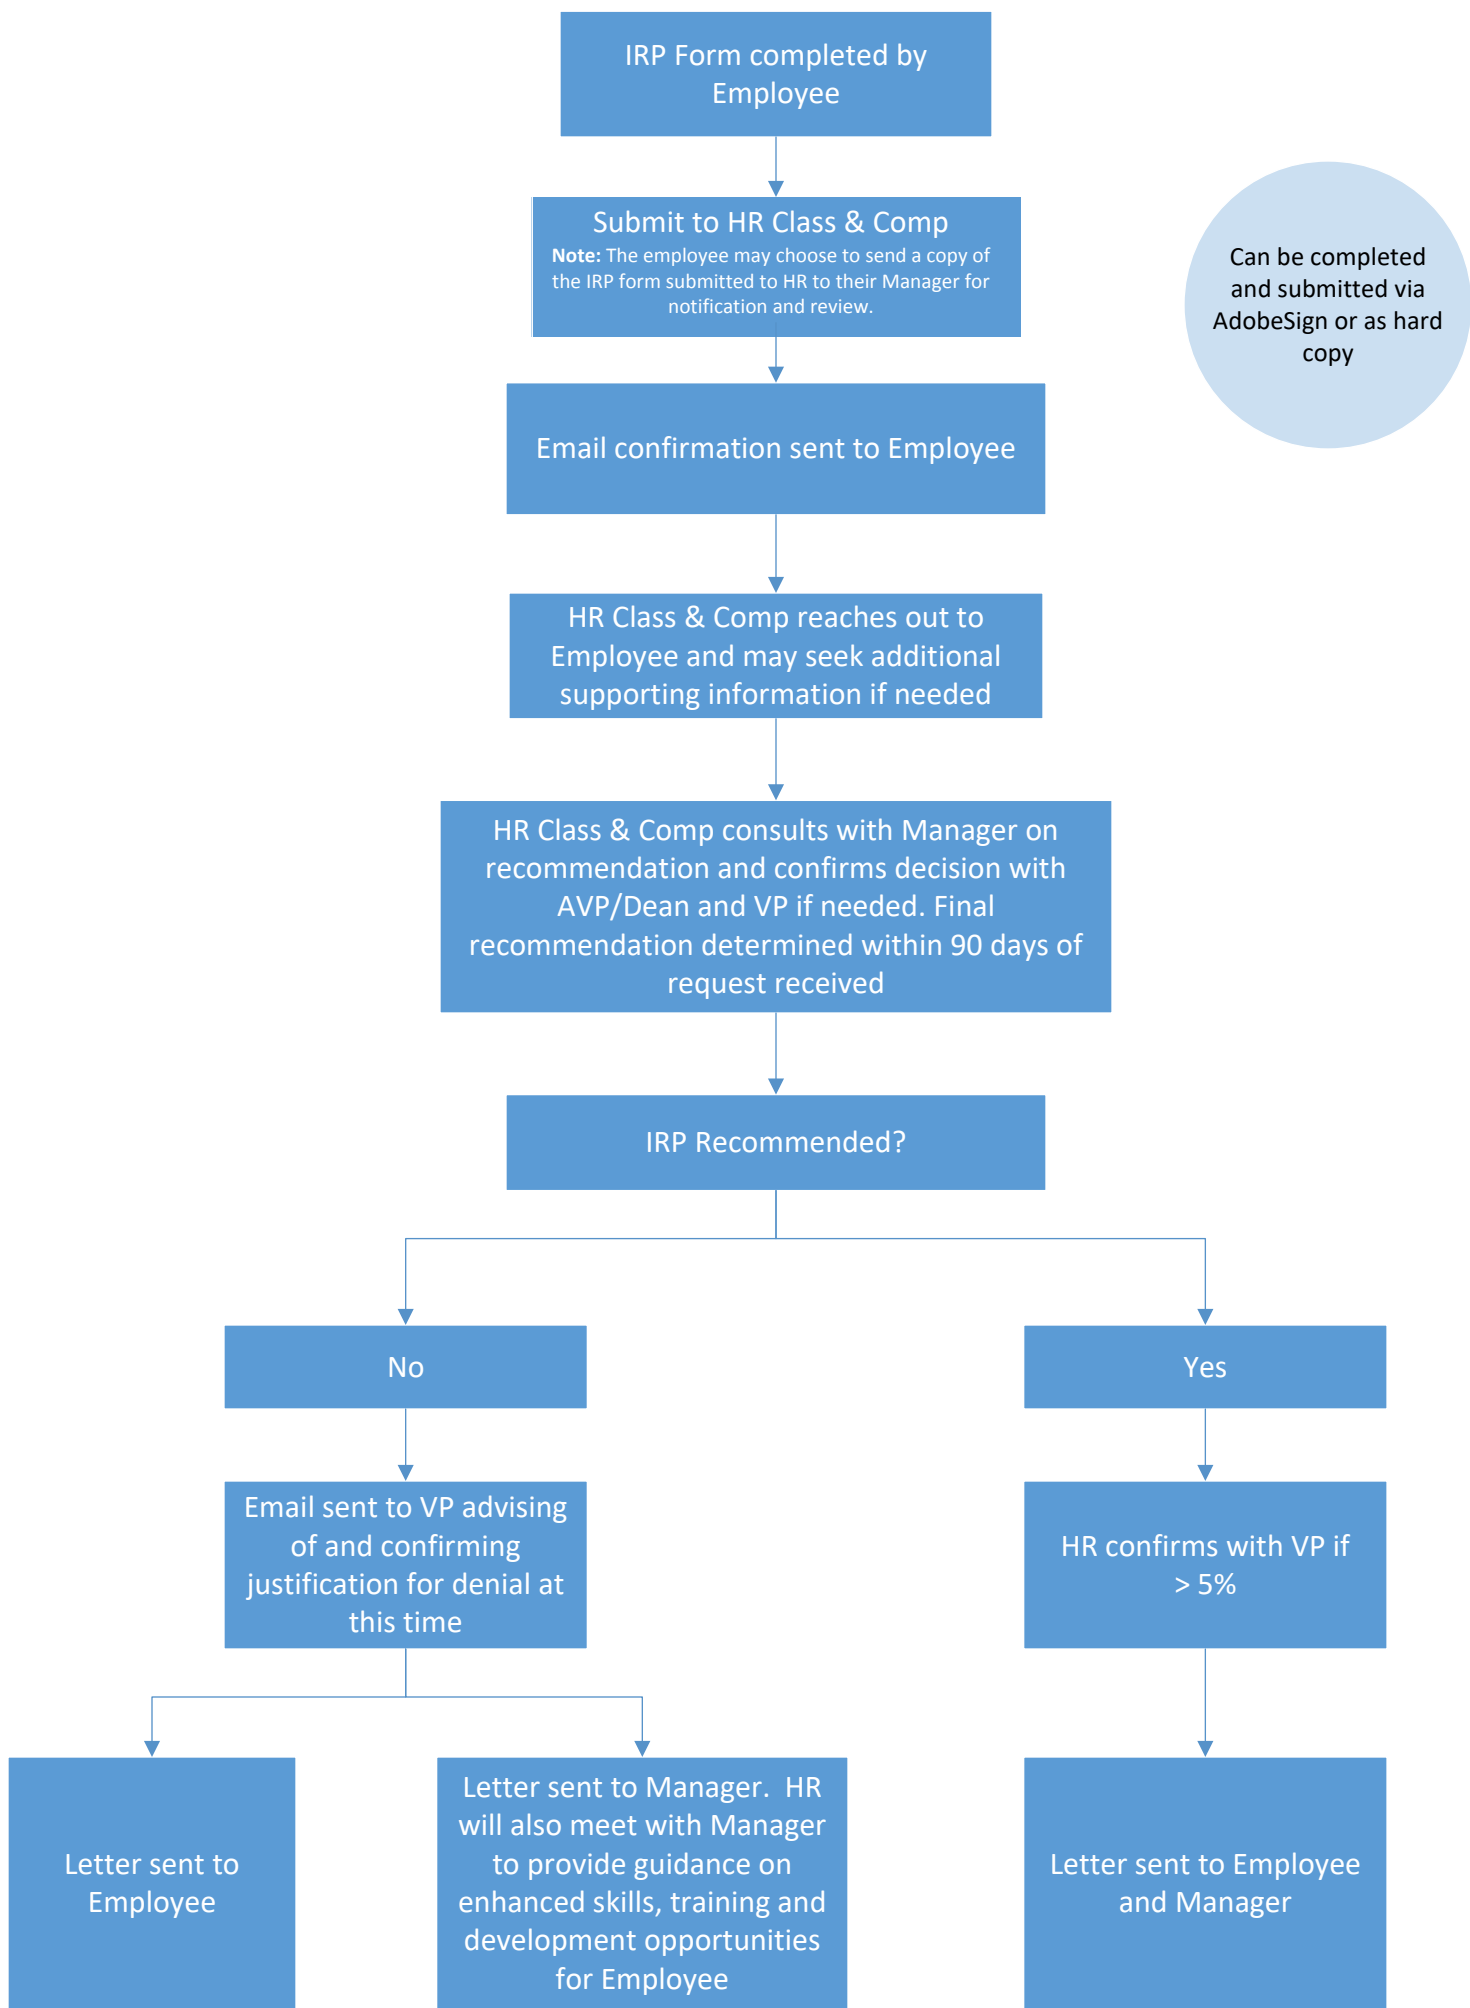 IRP Form completed by
Employee
Submit to HR Class & Comp
Note: The employee may choose to send a copy of
the IRP form submitted to HR to their Manager for
notification and review.
Can be completed
and submitted via
AdobeSign or as hard
copy
Email confirmation sent to Employee
HR Class & Comp reaches out to
Employee and may seek additional
supporting information if needed
HR Class & Comp consults with Manager on
recommendation and confirms decision with
AVP/Dean and VP if needed. Final
recommendation determined within 90 days of
request received
IRP Recommended?
No
Yes
Email sent to VP advising
of and confirming
justification for denial at
this time
HR confirms with VP if
> 5%
Letter sent to
Employee
Letter sent to Manager.  HR
will also meet with Manager
to provide guidance on
enhanced skills, training and
development opportunities
for Employee
Letter sent to Employee
and Manager